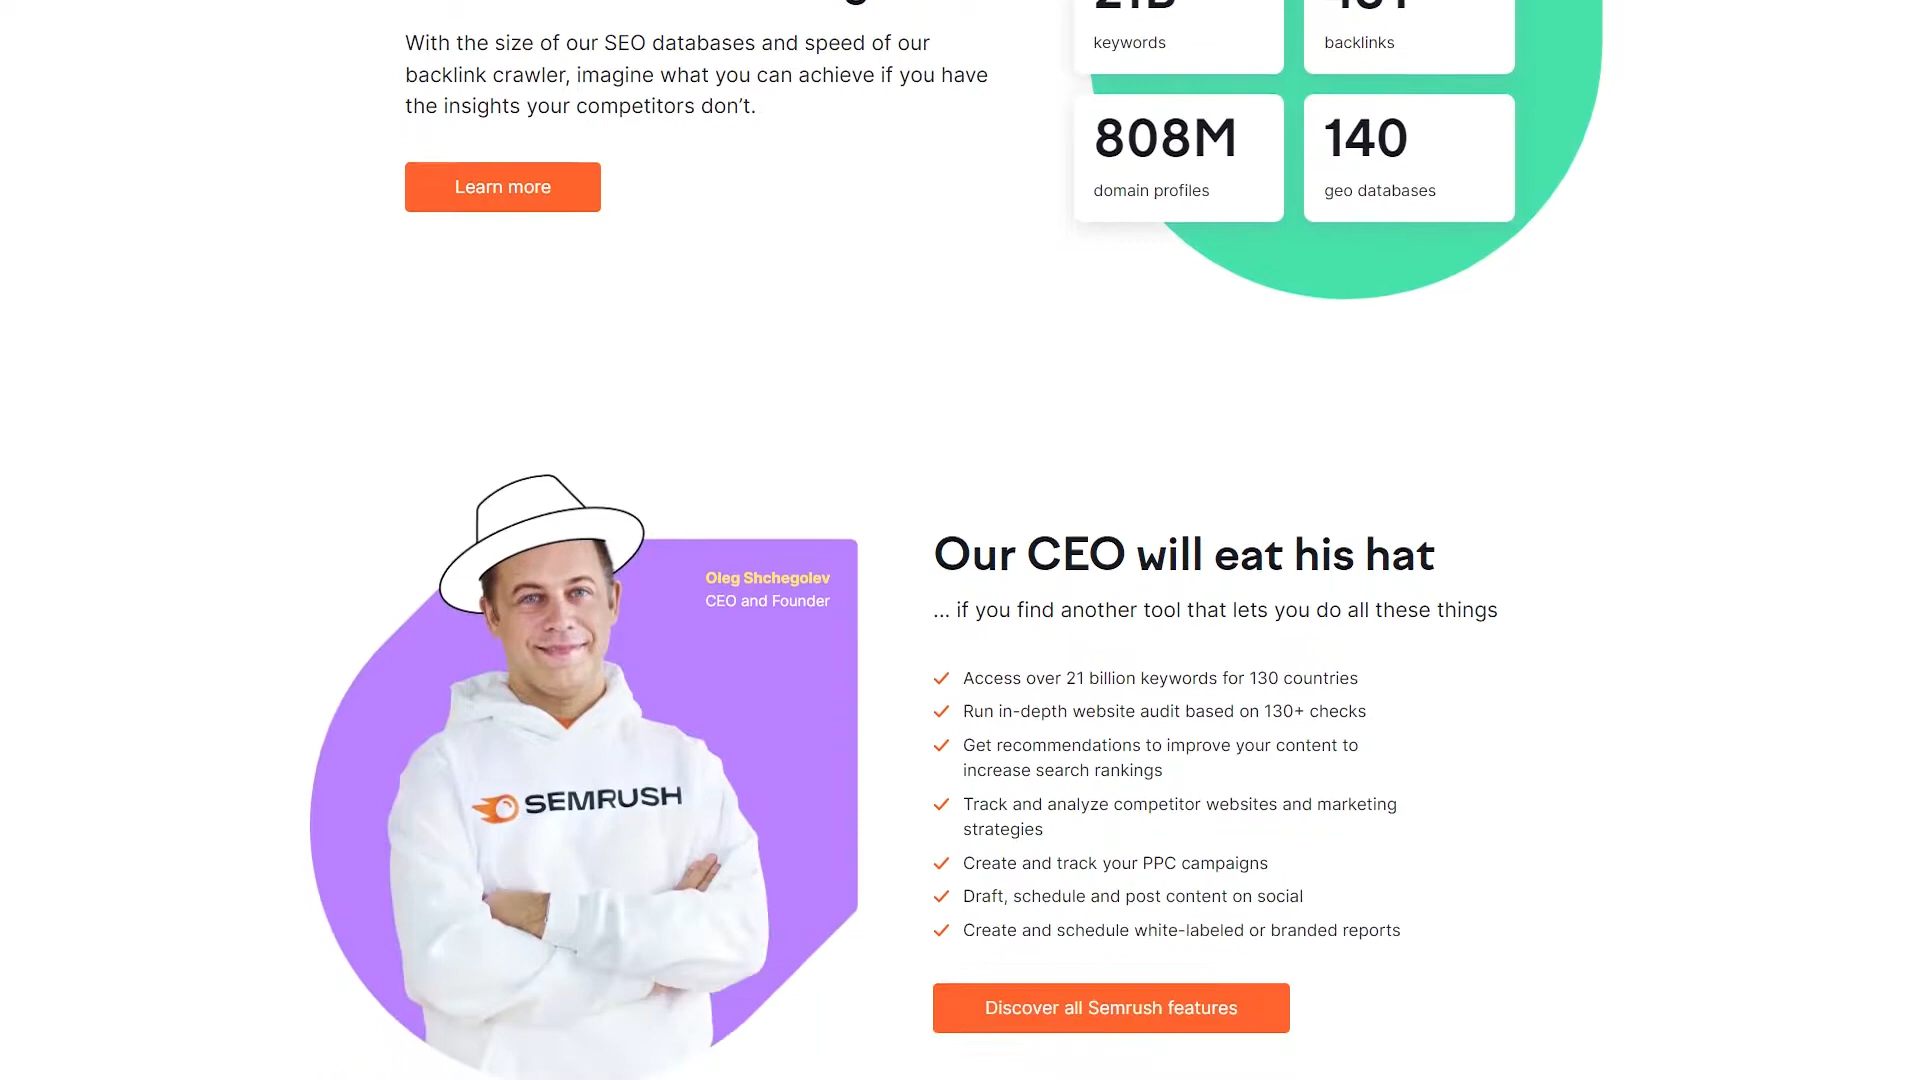 With the size of our SEO databases and speed of our
backlink crawler, imagine what you can achieve if you have
the insights your competitors don’t.
Learn more
keywords
backlinks
808M
140
domain profiles
geo databases
Oleg Shchegolev
CEO and Founder
SEMRUSH
Our CEO will eat his hat
... if you find another tool that lets you do all these things
Access over 21 billion keywords for 130 countries
Run in-depth website audit based on 130+ checks
Get recommendations to improve your content to
increase search rankings
Track and analyze competitor websites and marketing
strategies
Create and track your PPC campaigns
Draft, schedule and post content on social
Create and schedule white-labeled or branded reports
Discover all Semrush features